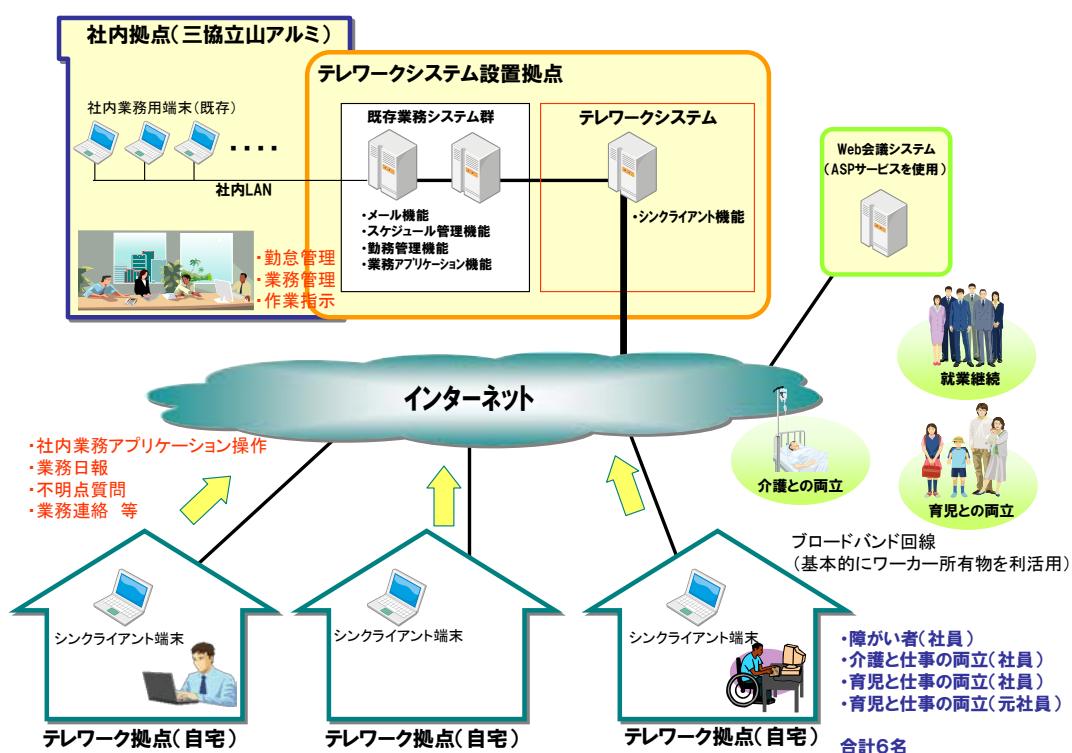 社内拠点(三協立山アルミ)
テレワークシステム設置拠点
社内業務用端末(既存)
・・・・
社内LAN
既存業務システム群
・メール機能
・スケジュール管理機能
・勤務管理機能
・業務アプリケーション機能
テレワークシステム
・シンクライアント機能
Web会議システム
(ASPサービスを使用)
・勤怠管理
・業務管理
・作業指示
インターネット
就業継続
介護との両立
育児との両立
・社内業務アプリケーション操作
・業務日報
・不明点質問
・業務連絡 等
ブロードバンド回線
(基本的にワーカー所有物を利活用)
シンクライアント端末
シンクライアント端末
シンクライアント端末
テレワーク拠点(自宅)
テレワーク拠点(自宅)
テレワーク拠点(自宅)
・障がい者(社員)
・介護と仕事の両立(社員)
・育児と仕事の両立(社員)
・育児と仕事の両立(元社員)
合計6名